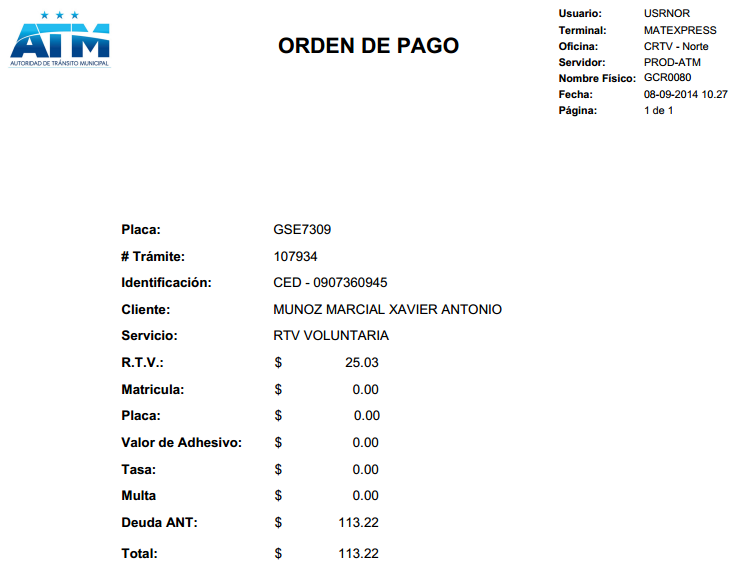 ATM
AUTORIDAD DE TRÁNSITO MUNICIPAL
ORDEN DE PAGO
Usuario: USRNOR
Terminal: MATEXPRESS
Oficina: CRTV - Norte
Servidor: PROD-ATM
Nombre Físico: GCR0080
Fecha: 08-09-2014 10.27
Página: 1 de 1
Placa: GSE7309
# Trámite: 107934
Identificación: CED - 0907360945
Cliente: MUNOZ MARCIAL XAVIER ANTONIO
Servicio: RTV VOLUNTARIA
R.T.V.: $ 25.03
Matricula: $ 0.00
Placa: $ 0.00
Valor de Adhesivo: $ 0.00
Tasa: $ 0.00
Multa $ 0.00
Deuda ANT: $ 113.22
Total: $ 113.22